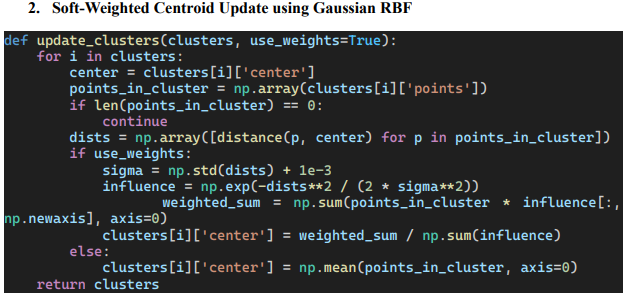 2. Soft-Weighted Centroid Update using Gaussian RBF
def update_clusters(clusters, use_weights=True):
    for i in clusters:
        center = clusters[i]['center']
        points_in_cluster = np.array(clusters[i]['points'])
        if len(points_in_cluster) == 0:
            continue
        dists = np.array([distance(p, center) for p in points_in_cluster])
        if use_weights:
            sigma = np.std(dists) + 1e-3
            influence = np.exp(-dists**2 / (2 * sigma**2))
                    weighted_sum = np.sum(points_in_cluster * influence[:,
np.newaxis], axis=0)
            clusters[i]['center'] = weighted_sum / np.sum(influence)
        else:
            clusters[i]['center'] = np.mean(points_in_cluster, axis=0)
    return clusters